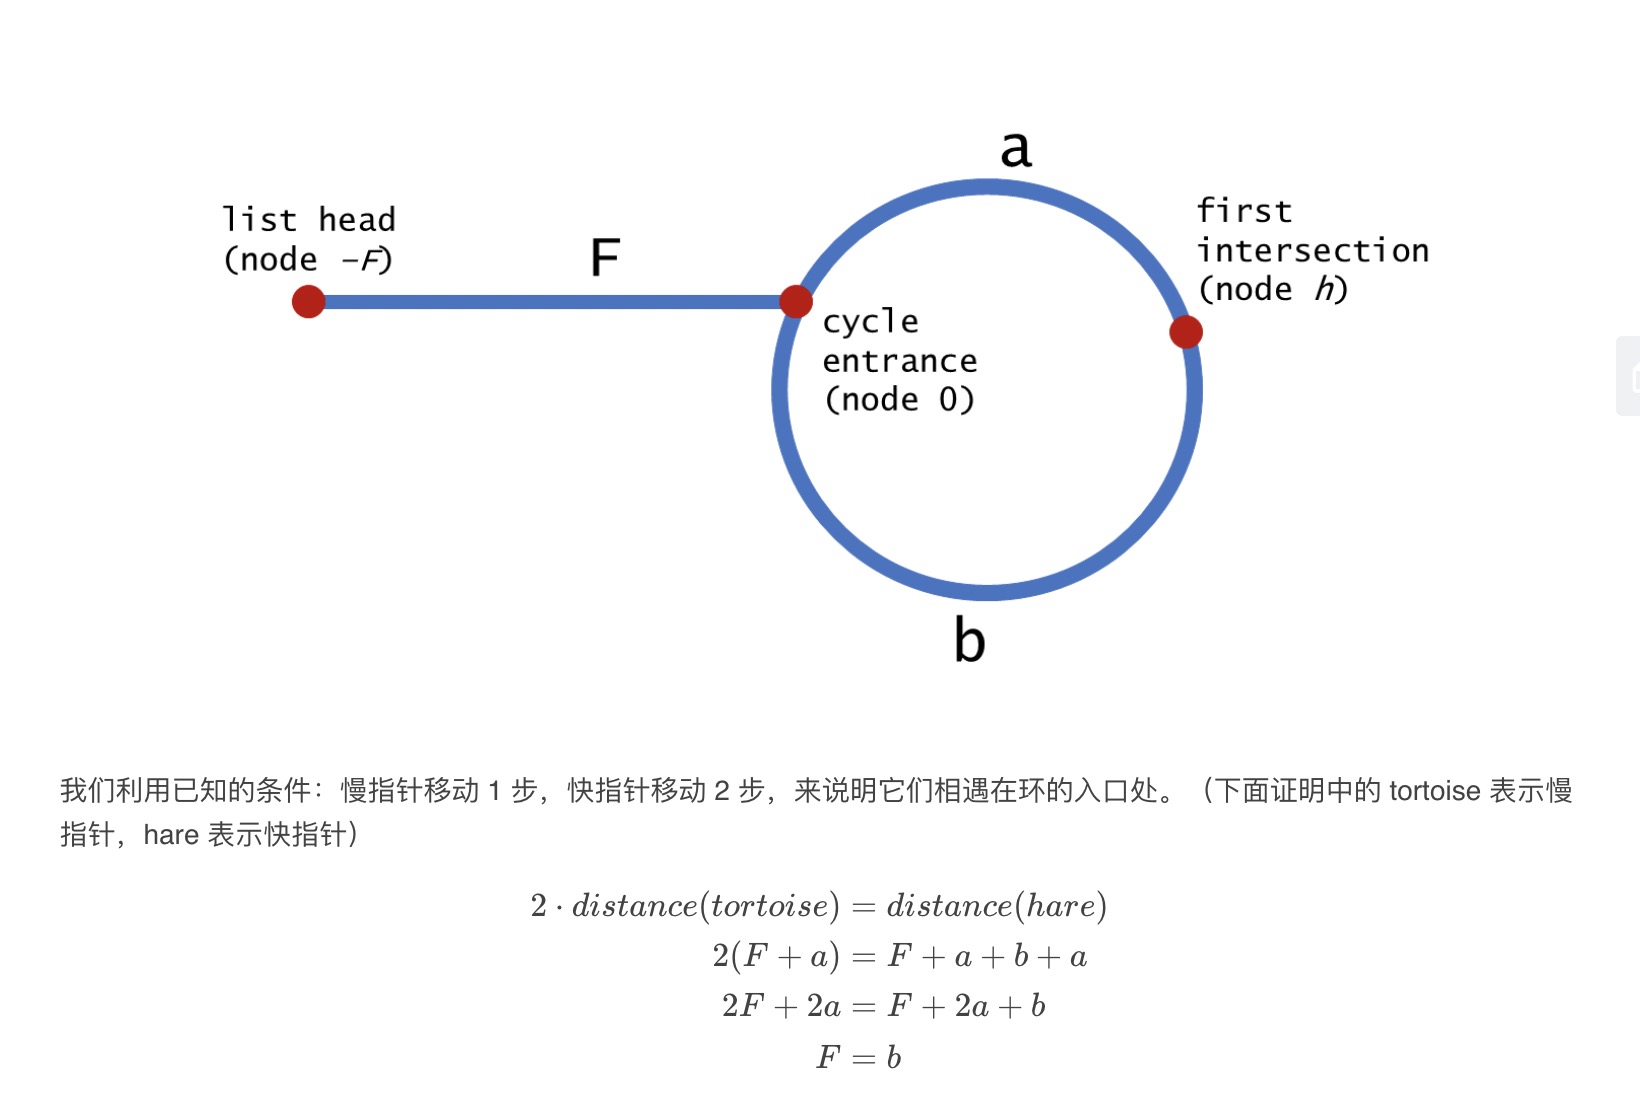 a
list head
(node −F)
F
first
intersection
(node h)
cycle
entrance
(node 0)
b
我们利用已知的条件：慢指针移动 1 步，快指针移动 2 步，来说明它们相遇在环的入口处。（下面证明中的 tortoise 表示慢
指针，hare 表示快指针）
2 · distance(tortoise) = distance(hare)
2(F + a) = F + a + b + a
2F + 2a = F + 2a + b
F = b